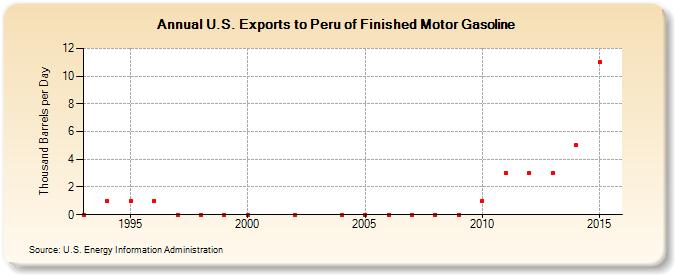 Annual U.S. Exports to Peru of Finished Motor Gasoline
Thousand Barrels per Day
12
10
8
6
4
2
0
1995 2000 2005 2010 2015
Source: U.S. Energy Information Administration